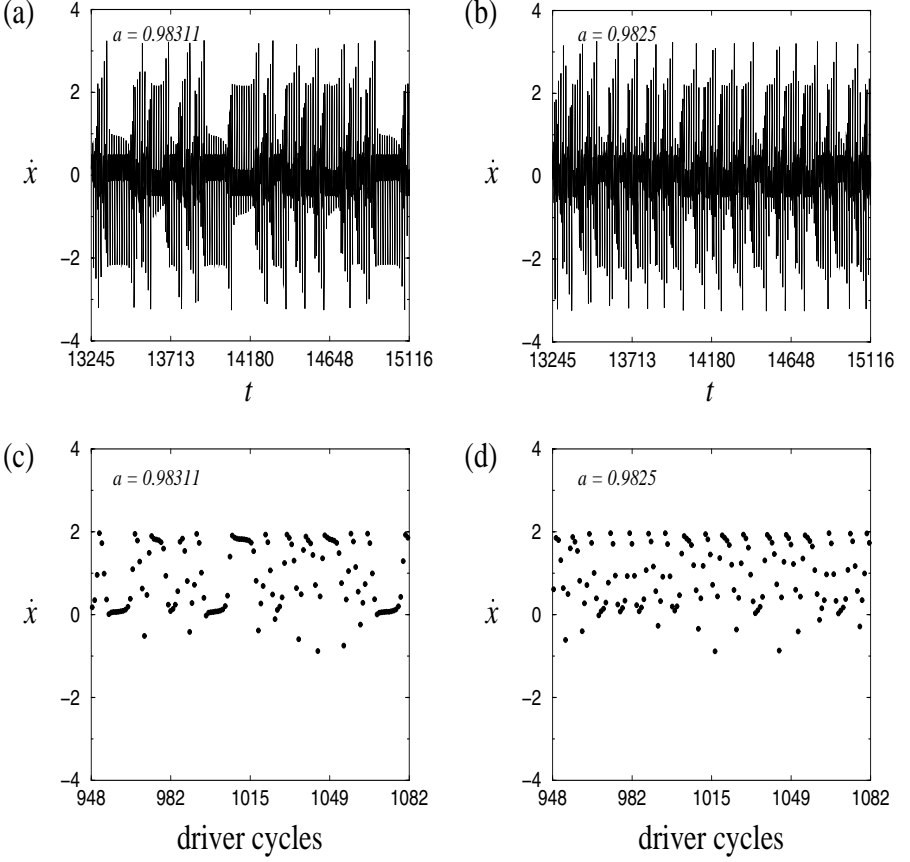 (a)
a = 0.98311
4
2
0
−2
−4
ẋ
13245 13713 14180 14648 15116
t
(b)
a = 0.9825
4
2
0
−2
−4
ẋ
13245 13713 14180 14648 15116
t
(c)
a = 0.98311
4
2
0
−2
−4
ẋ
948 982 1015 1049 1082
driver cycles
(d)
a = 0.9825
4
2
0
−2
−4
ẋ
948 982 1015 1049 1082
driver cycles